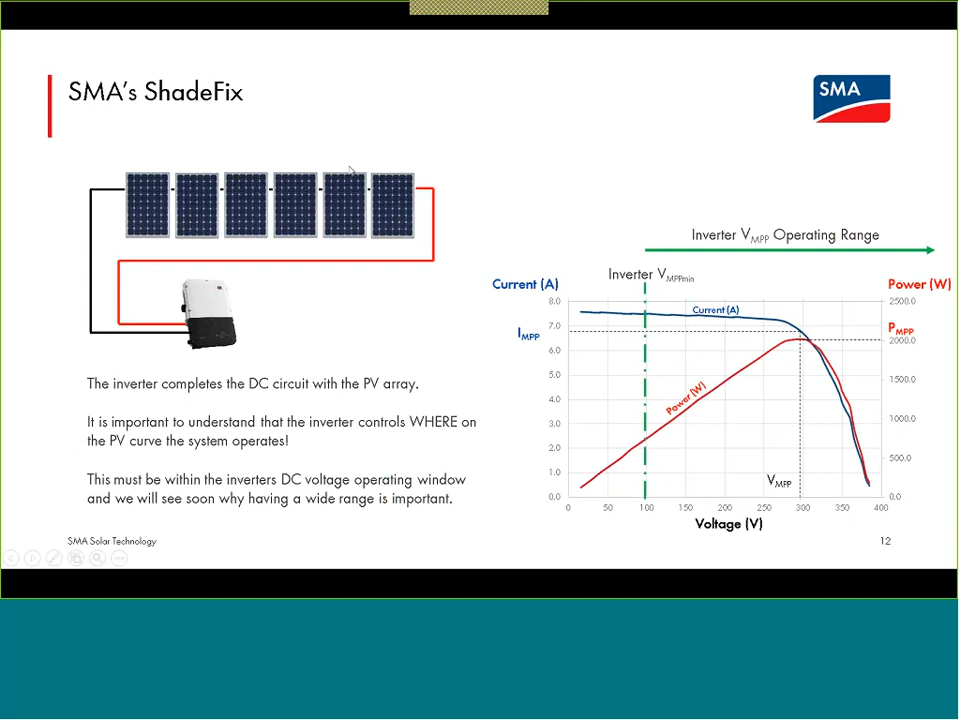 SMA's ShadeFix
SMA
Inverter VMPP Operating Range
Inverter VMPPmin
Current (A)
Power (W)
8.0
7.0
6.0
5.0
4.0
3.0
2.0
1.0
0.0
IMPP
Current (A)
Power (W)
VMPP
2500.0
PMPP
2000.0
1500.0
1000.0
500.0
0.0
0 50 100 150 200 250 300 350 400
Voltage (V)
The inverter completes the DC circuit with the PV array.
It is important to understand that the inverter controls WHERE on
the PV curve the system operates!
This must be within the inverters DC voltage operating window
and we will see soon why having a wide range is important.
SMA Solar Technology
12